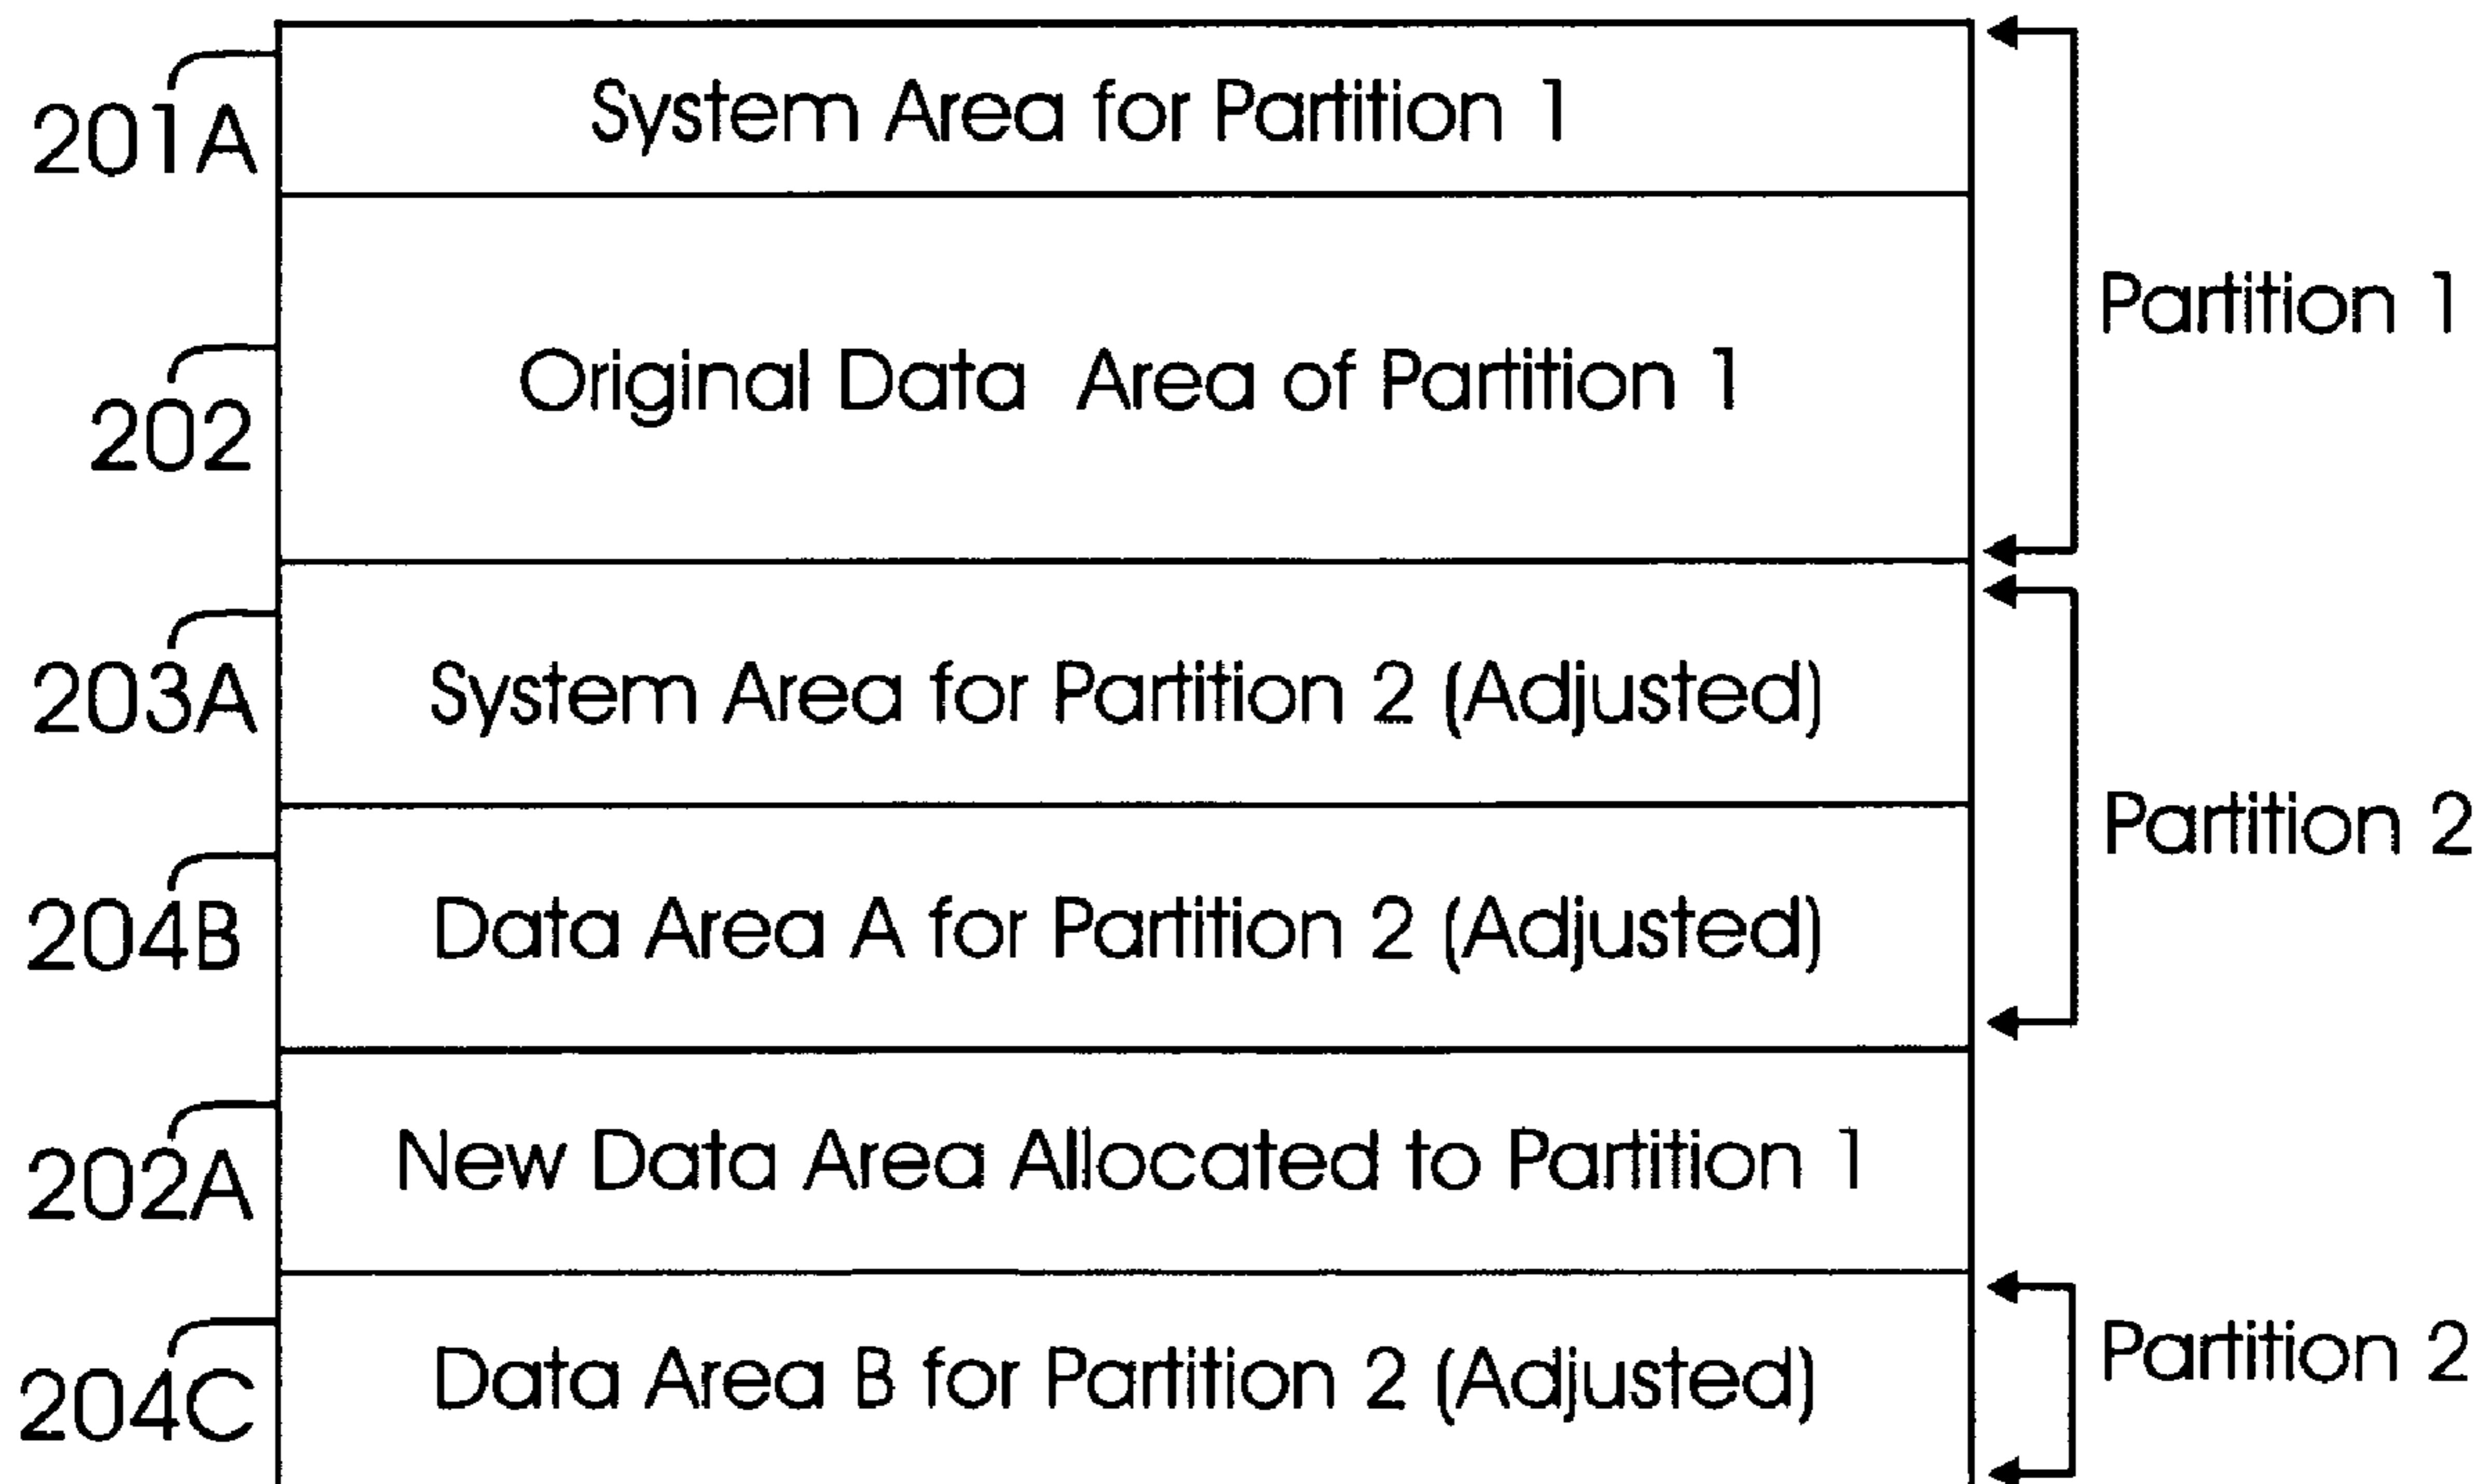 System Area for Partition 1
201A
Partition 1
Original Data Area of Partition 1
202
System Area for Partition 2 (Adjusted)
203A
Partition 2
Data Area A for Partition 2 (Adjusted)
204B
New Data Area Allocated to Partition 1
202A
Data Area B for Partition 2 (Adjusted)
Partition 2
204C